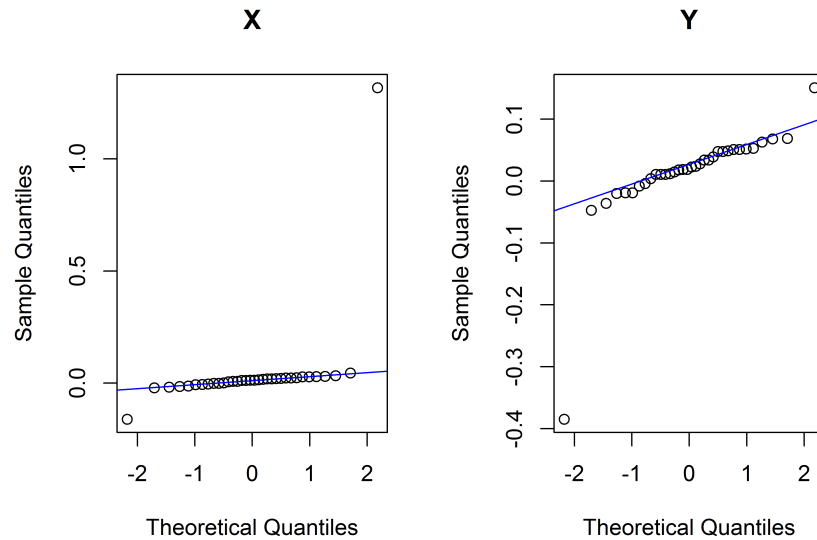 X
Sample Quantiles
1.0
0.5
0.0
-2 -1 0 1 2
Theoretical Quantiles
Y
Sample Quantiles
0.1
0.0
-0.1
-0.2
-0.3
-0.4
-2 -1 0 1 2
Theoretical Quantiles